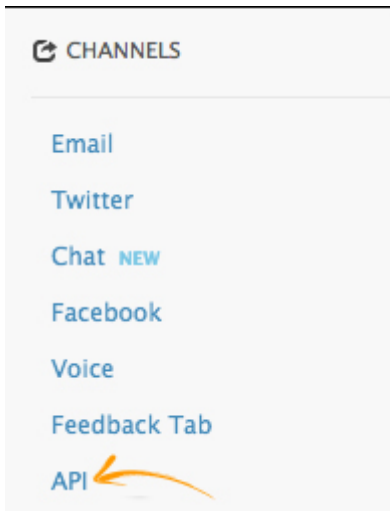 CHANNELS
Email
Twitter
Chat NEW
Facebook
Voice
Feedback Tab
API